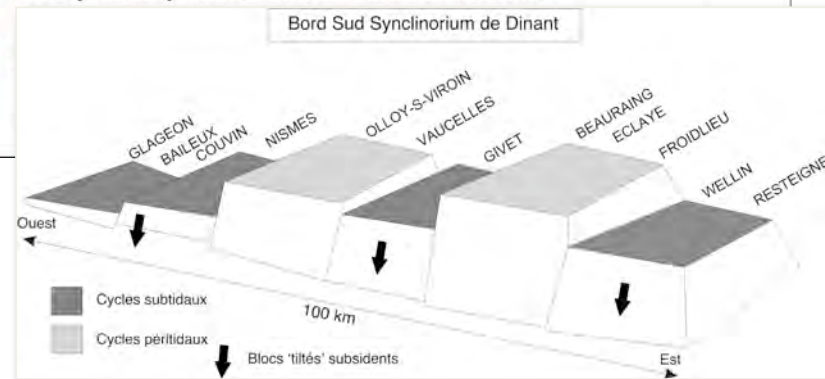 Bord Sud Synclinorium de Dinant
GLAGEON
BAILEUX
COUVIN
NISMES
OLLOY-S-VIROIN
VAUCELLES
GIVET
BEAURAING
ECLAYE
FROIDLIEU
WELLIN
RESTEIGNE
Ouest
100 km
Est
Cycles subtidaux
Cycles péritidaux
Blocs 'tiltés' subsidents